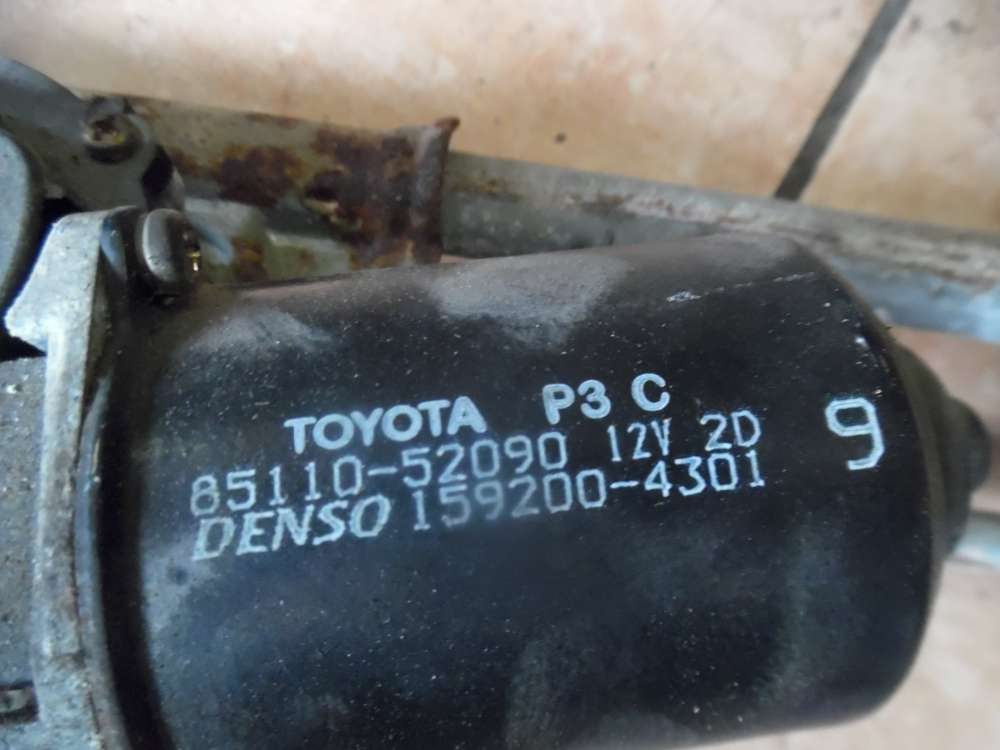 TOYOTA P3 C
85110-52090 12V 2D
DENSO 159200-4301
9